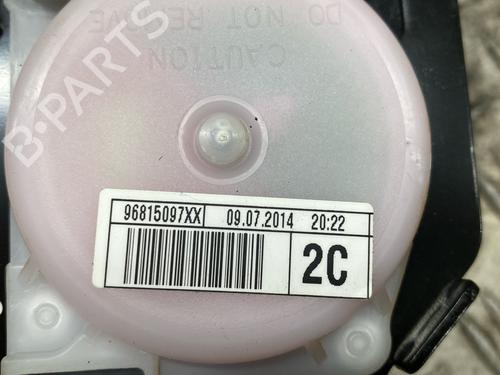 DO NOT REMOVE
CAUTION
B-PARTS
96815097XX 09.07.2014 20:22
2C